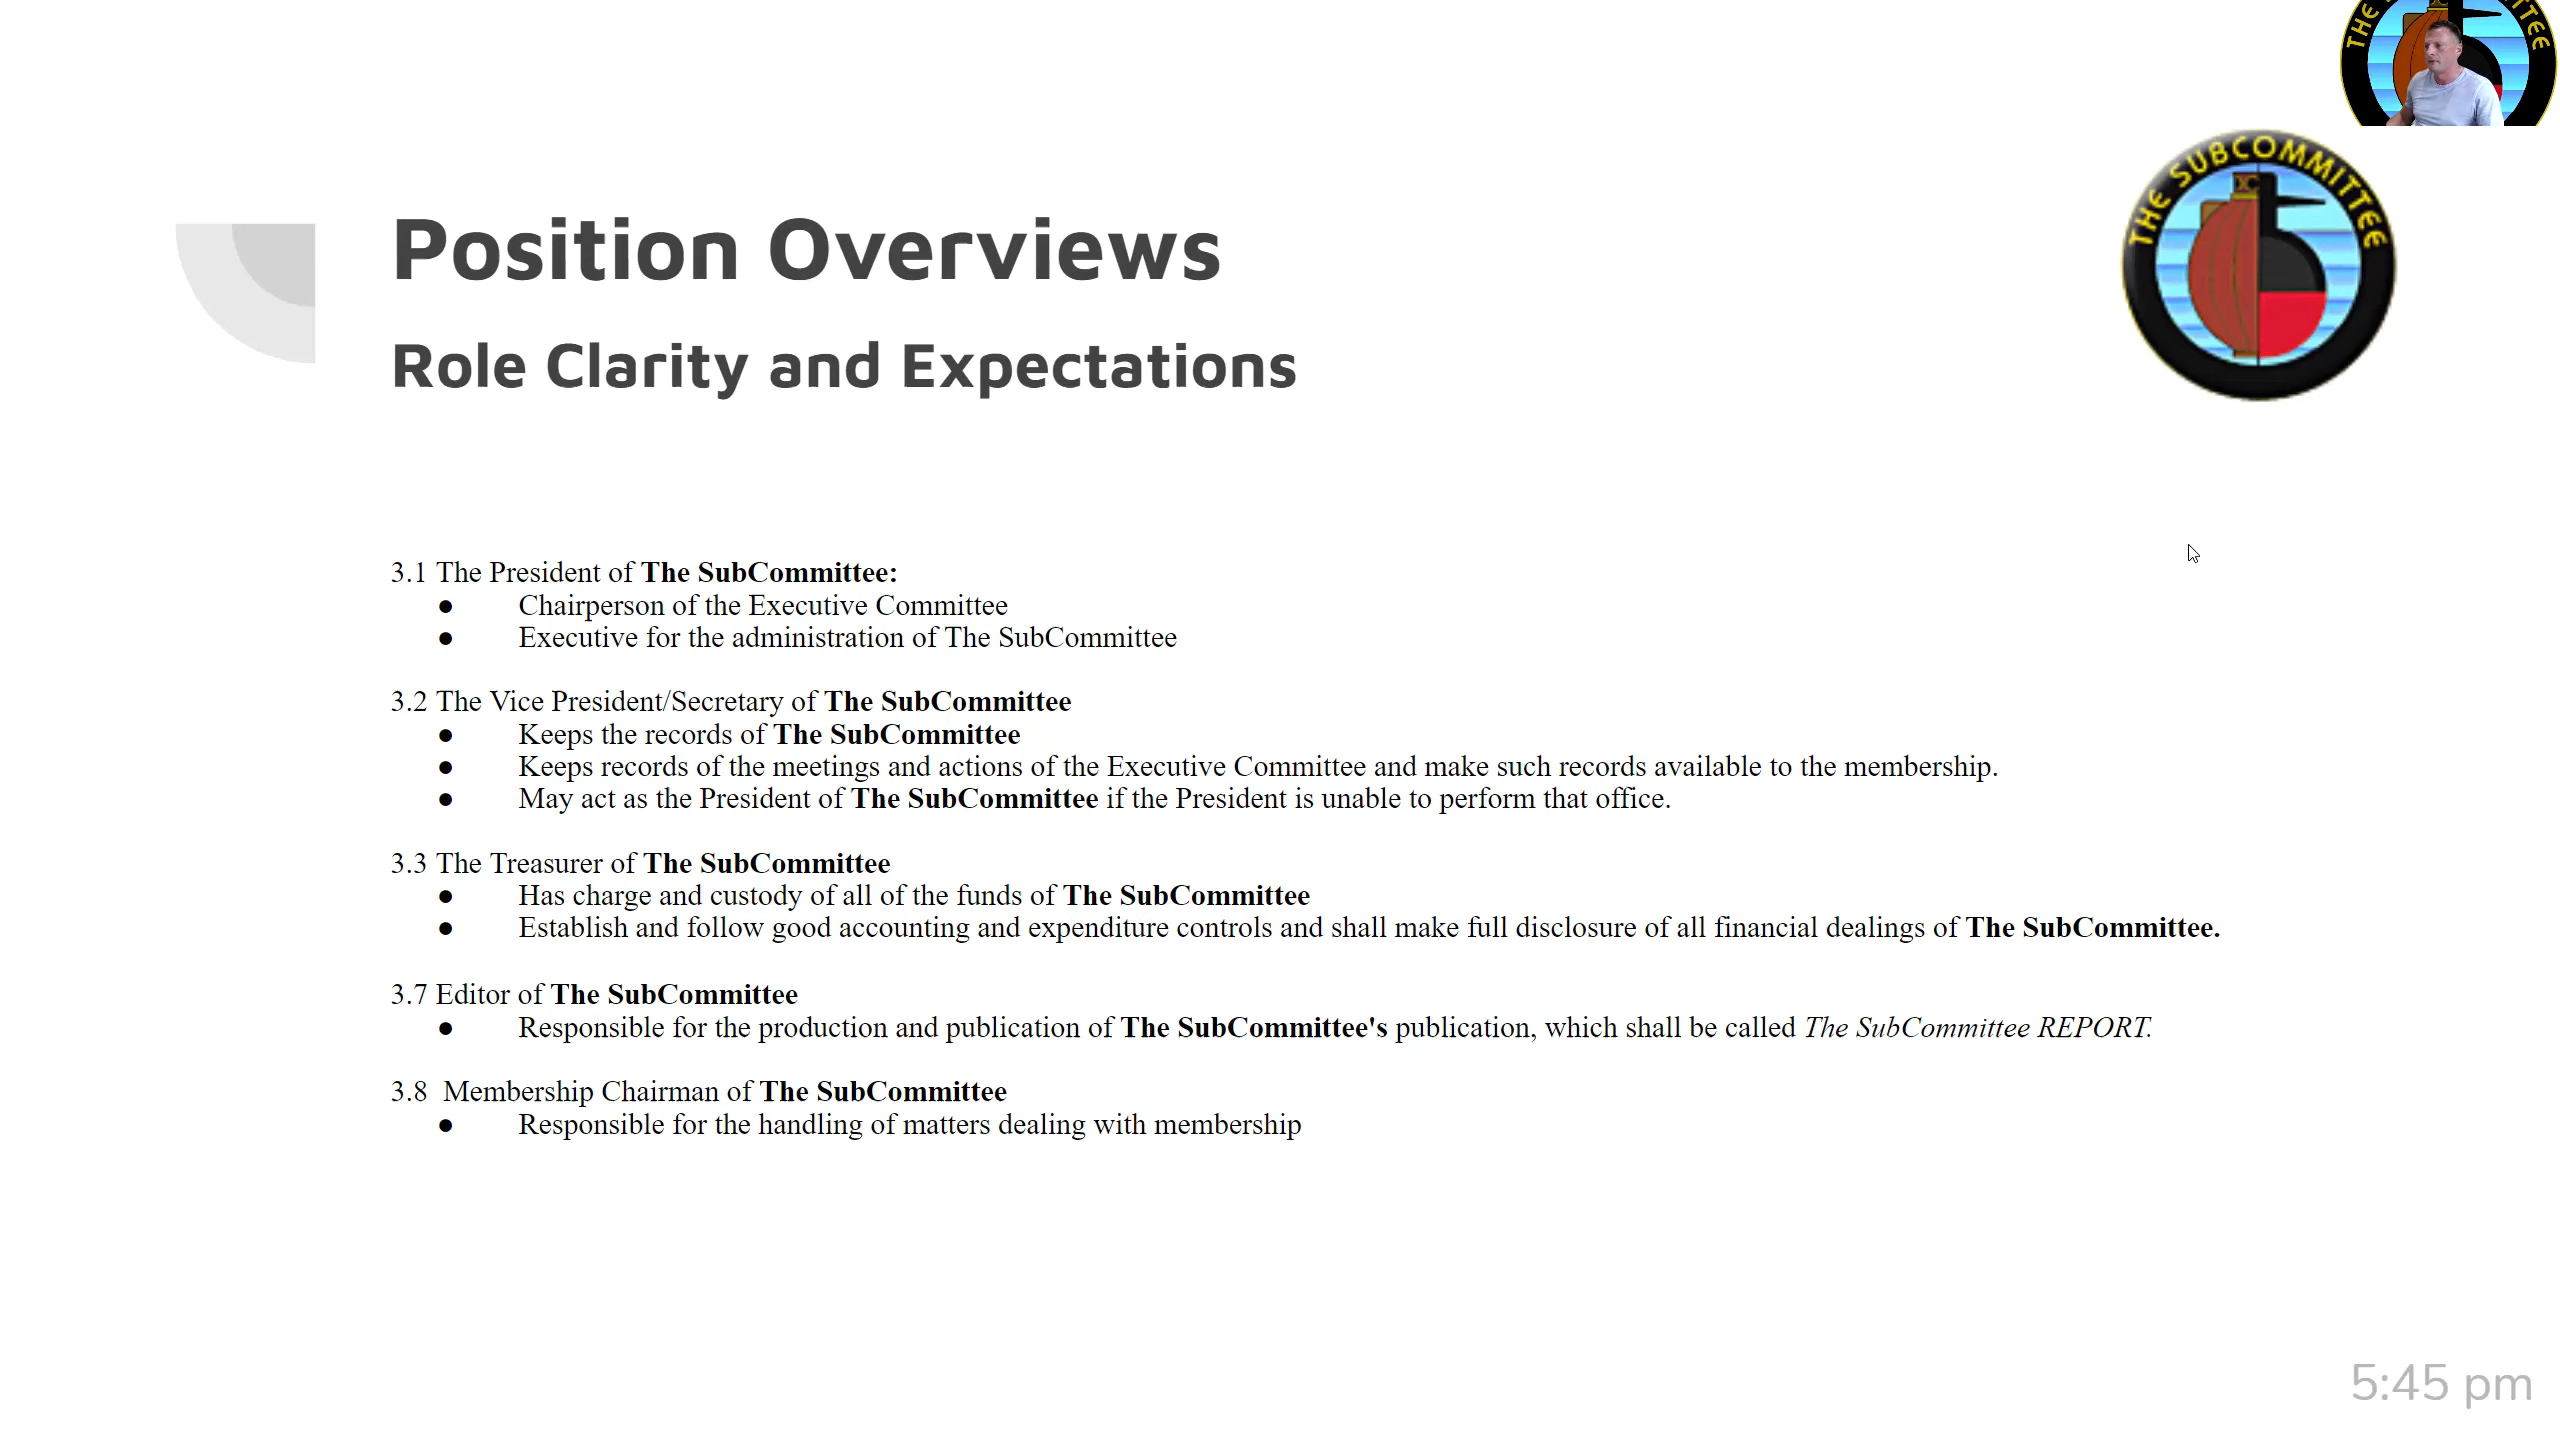 THE SUBCOMMITTEE
Position Overviews
Role Clarity and Expectations
3.1 The President of The SubCommittee:
● Chairperson of the Executive Committee
● Executive for the administration of The SubCommittee
3.2 The Vice President/Secretary of The SubCommittee
● Keeps the records of The SubCommittee
● Keeps records of the meetings and actions of the Executive Committee and make such records available to the membership.
● May act as the President of The SubCommittee if the President is unable to perform that office.
3.3 The Treasurer of The SubCommittee
● Has charge and custody of all of the funds of The SubCommittee
● Establish and follow good accounting and expenditure controls and shall make full disclosure of all financial dealings of The SubCommittee.
3.7 Editor of The SubCommittee
● Responsible for the production and publication of The SubCommittee's publication, which shall be called The SubCommittee REPORT.
3.8 Membership Chairman of The SubCommittee
● Responsible for the handling of matters dealing with membership
5:45 pm